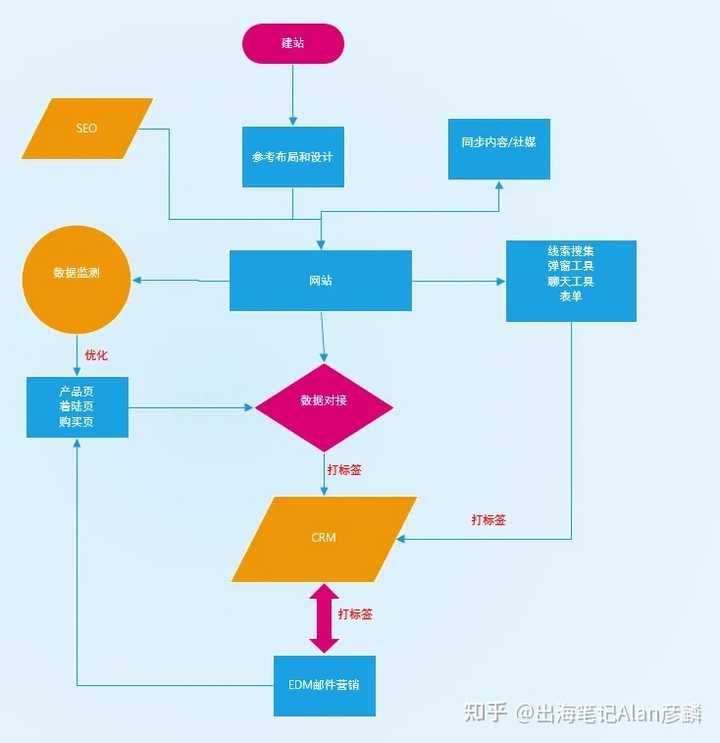 建站
SEO
参考布局和设计
同步内容/社媒
数据监测
网站
线索搜集
弹窗工具
聊天工具
表单
优化
产品页
着陆页
购买页
数据对接
打标签
打标签
CRM
打标签
EDM邮件营销
知乎 @出海笔记Alan彦麟